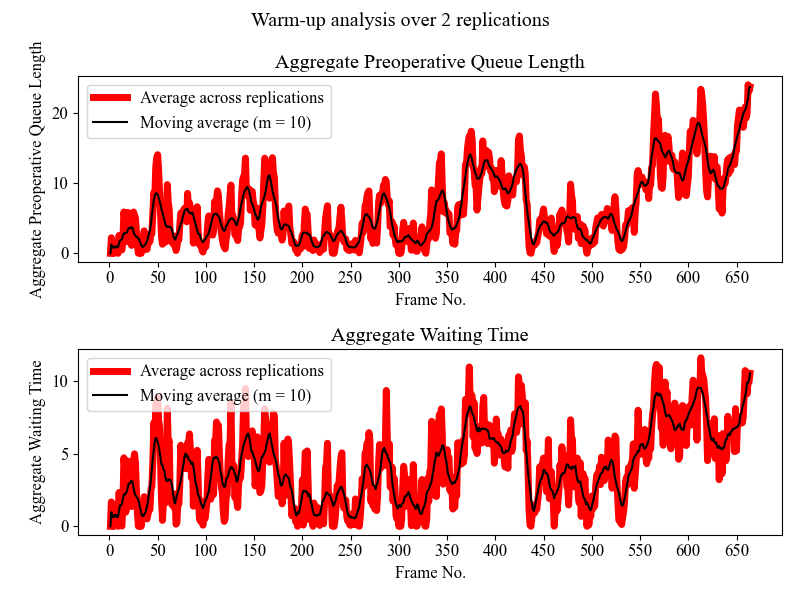 Warm-up analysis over 2 replications
Aggregate Preoperative Queue Length
Aggregate Preoperative Queue Length
20
10
0
Average across replications
Moving average (m = 10)
0 50 100 150 200 250 300 350 400 450 500 550 600 650
Frame No.
Aggregate Waiting Time
Aggregate Waiting Time
10
5
0
Average across replications
Moving average (m = 10)
0 50 100 150 200 250 300 350 400 450 500 550 600 650
Frame No.